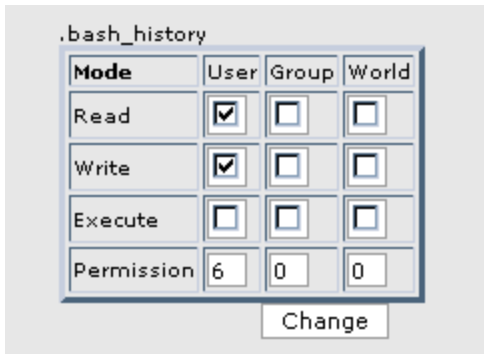 .bash_history
Mode User Group World
Read
Write
Execute
Permission 6 0 0
Change